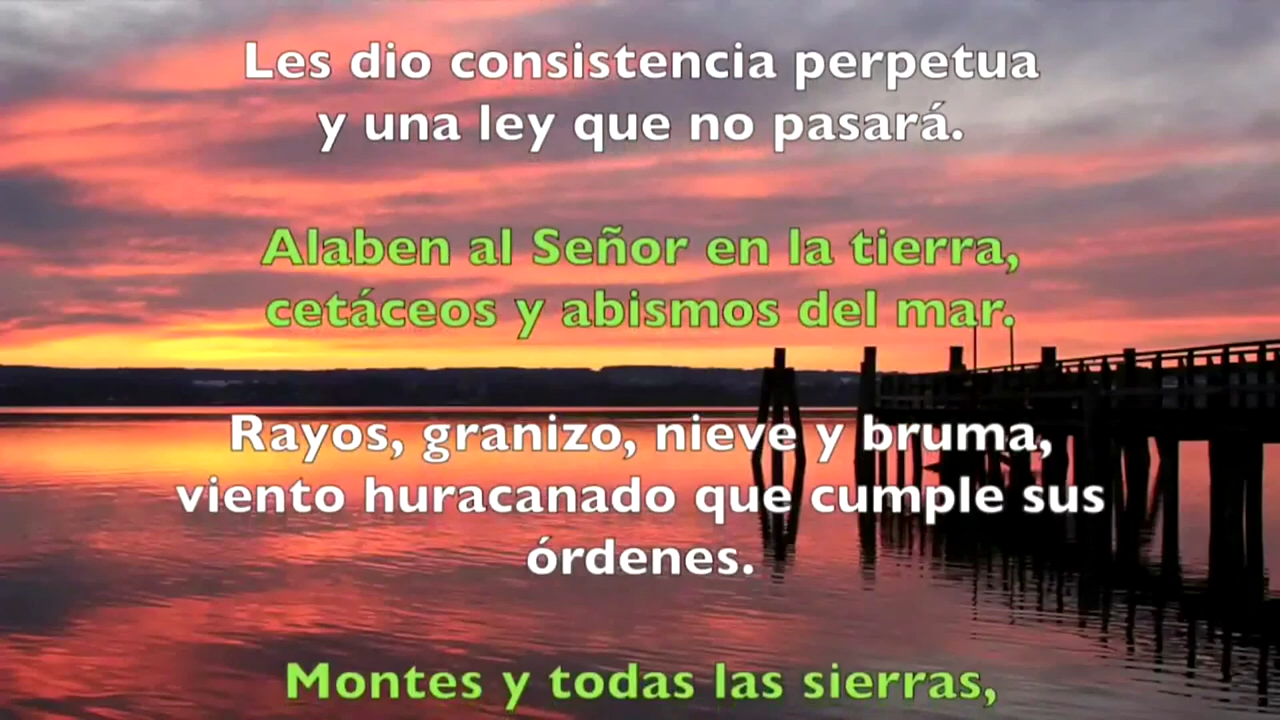 Les dio consistencia perpetua
y una ley que no pasará.
Alaben al Señor en la tierra,
cetáceos y abismos del mar.
Rayos, granizo, nieve y bruma,
viento huracanado que cumple sus
órdenes.
Montes y todas las sierras,